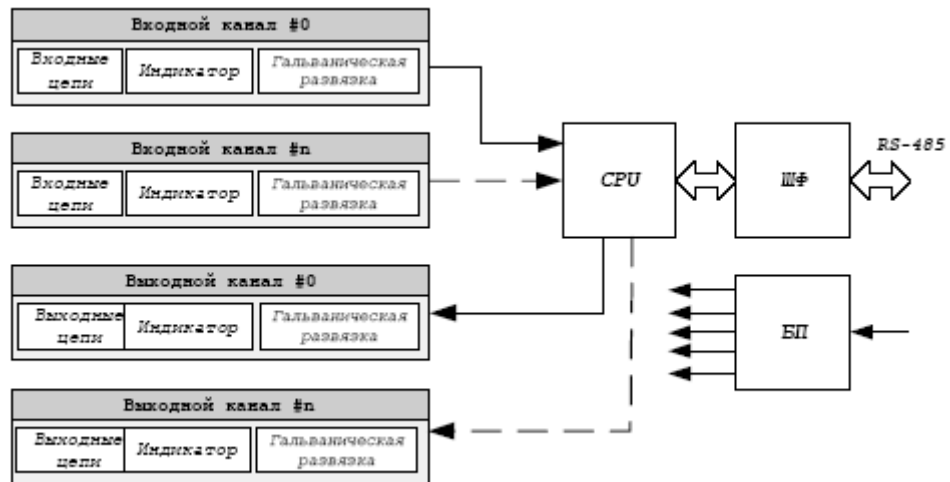 Входной канал #0
Входные
цепи
Индикатор
Гальваническая
развязка
Входной канал #n
Входные
цепи
Индикатор
Гальваническая
развязка
CPU
ШФ
RS-485
Выходной канал #0
Выходные
цепи
Индикатор
Гальваническая
развязка
БП
Выходной канал #n
Выходные
цепи
Индикатор
Гальваническая
развязка